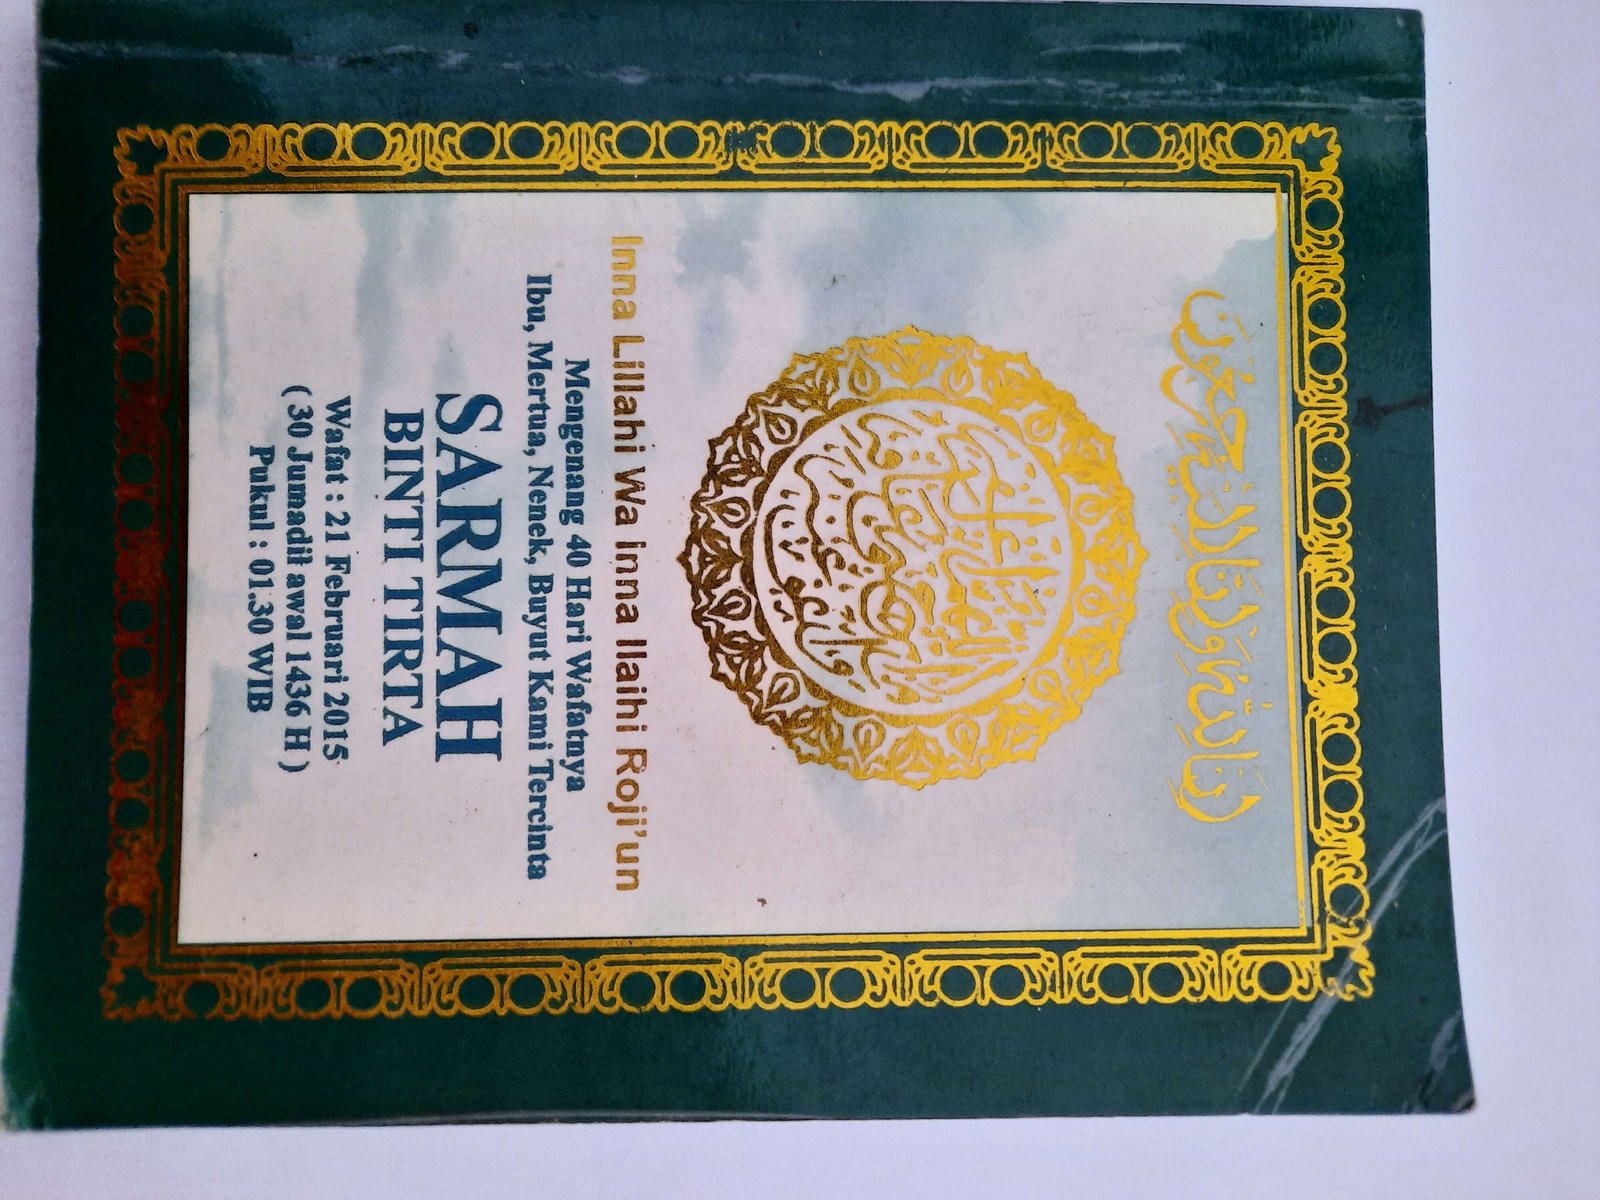 إِنَّا لِلَّٰهِ وَإِنَّا إِلَيْهِ رَاجِعُونَ
Inna Lillahi Wa inna Ilaihi Roji'un
Mengenang 40 Hari Wafatnya
Ibu, Mertua, Nenek, Buyut Kami Tercinta
SARMAH
BINTI TIRTA
Wafat : 21 Februari 2015
( 30 Jumadil awal 1436 H )
Pukul : 01.30 WIB